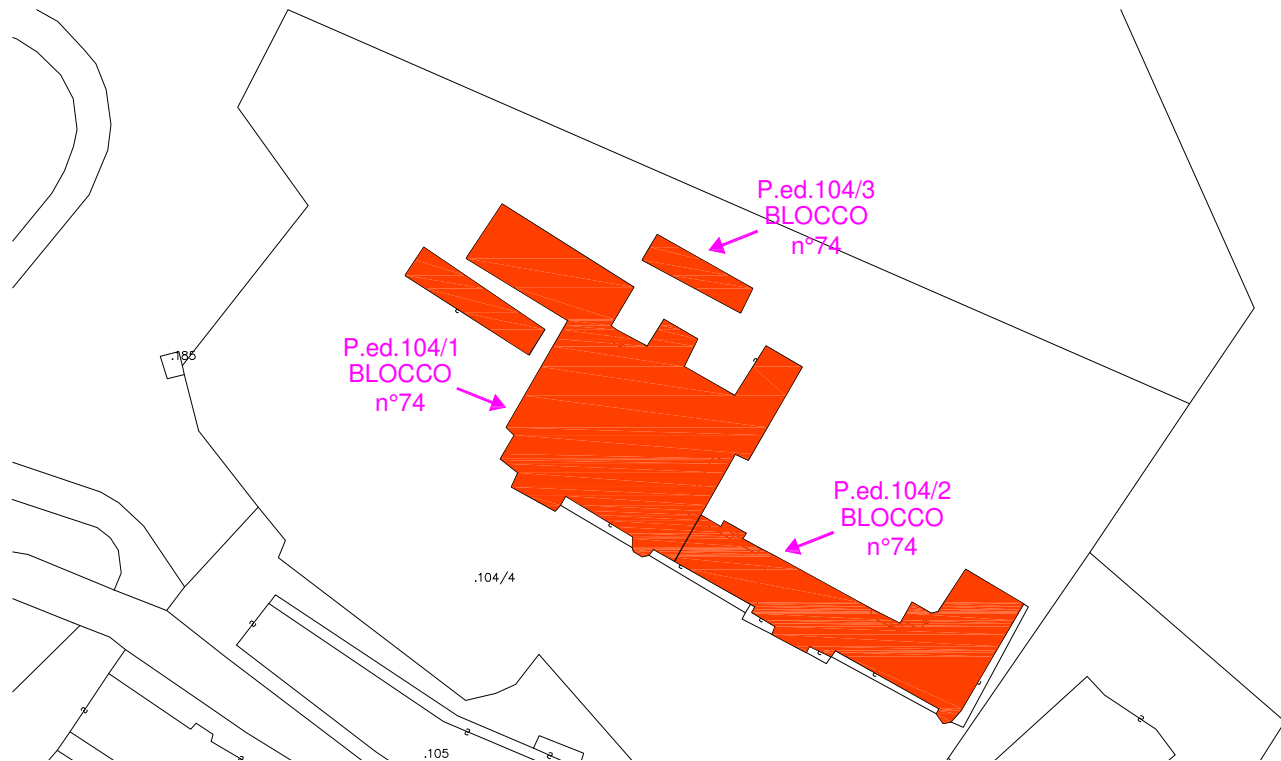 P.ed.104/3
BLOCCO
n°74
.185
P.ed.104/1
BLOCCO
n°74
P.ed.104/2
BLOCCO
n°74
.104/4
.105